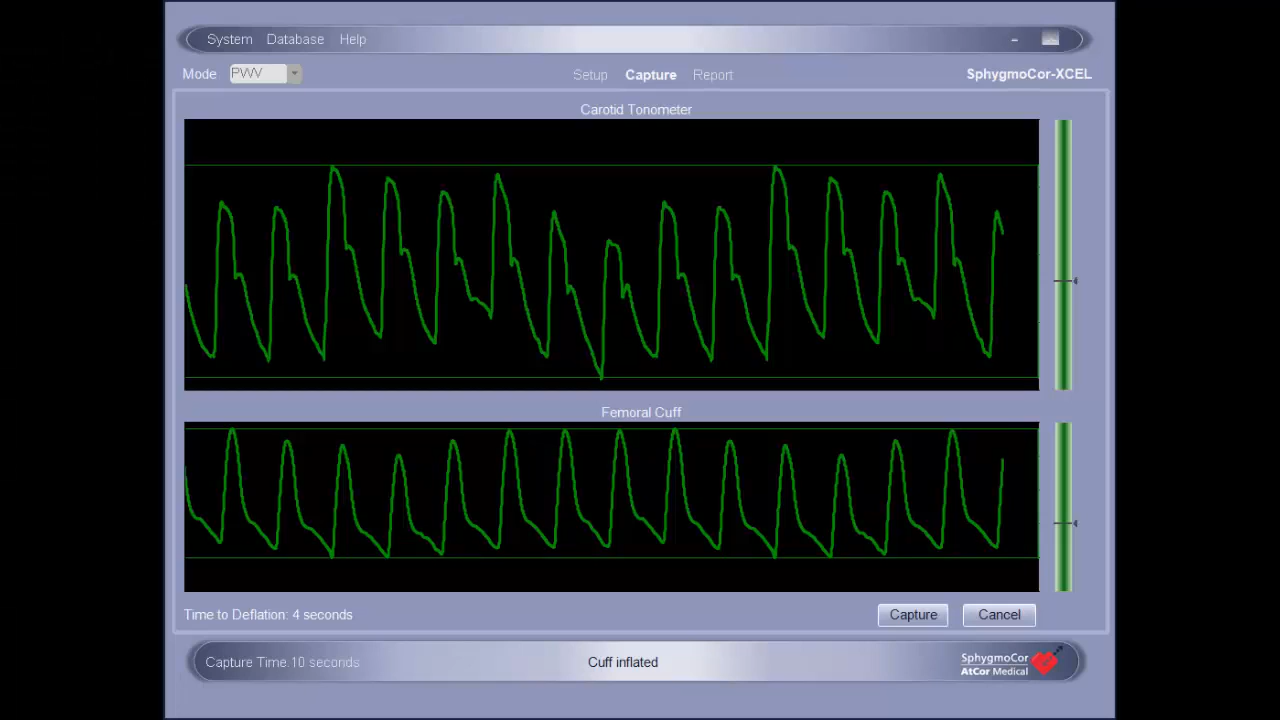 System Database Help
Mode PWV Setup Capture Report SphygmoCor-XCEL
Carotid Tonometer
Femoral Cuff
Time to Deflation: 4 seconds Capture Cancel
Capture Time 10 seconds Cuff inflated SphygmoCor
AtCor Medical